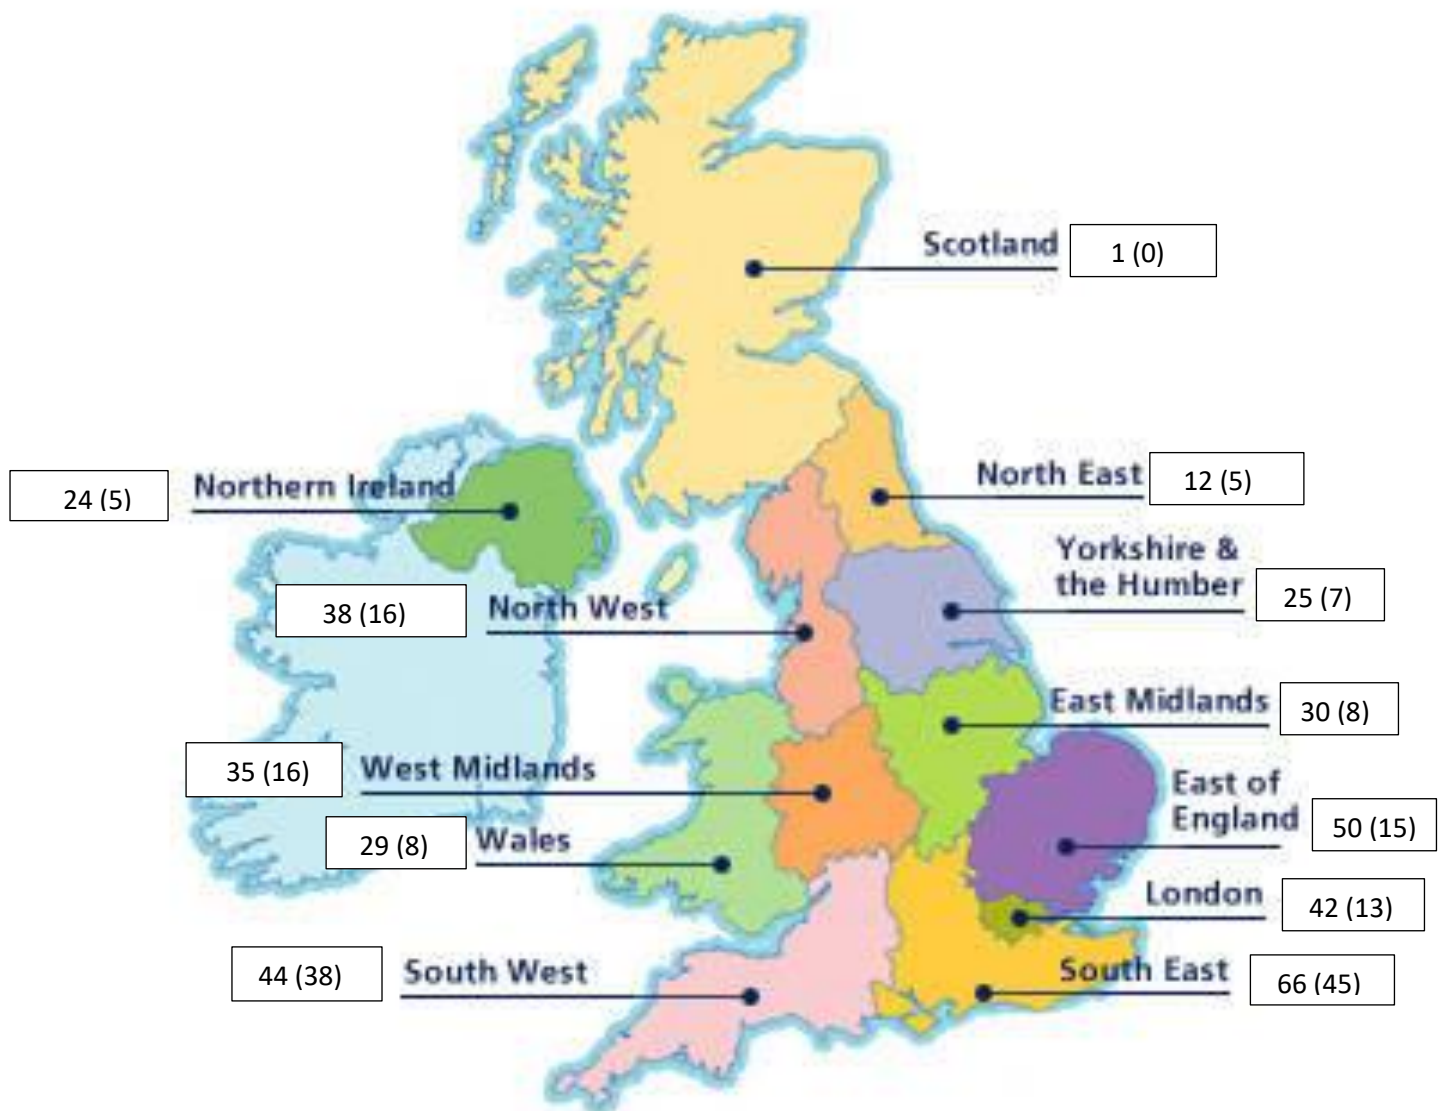 Scotland
1 (0)
North East
12 (5)
24 (5)
Northern Ireland
Yorkshire &
the Humber
25 (7)
38 (16)
North West
East Midlands
30 (8)
35 (16)
West Midlands
East of
England
50 (15)
29 (8)
Wales
London
42 (13)
44 (38)
South West
South East
66 (45)